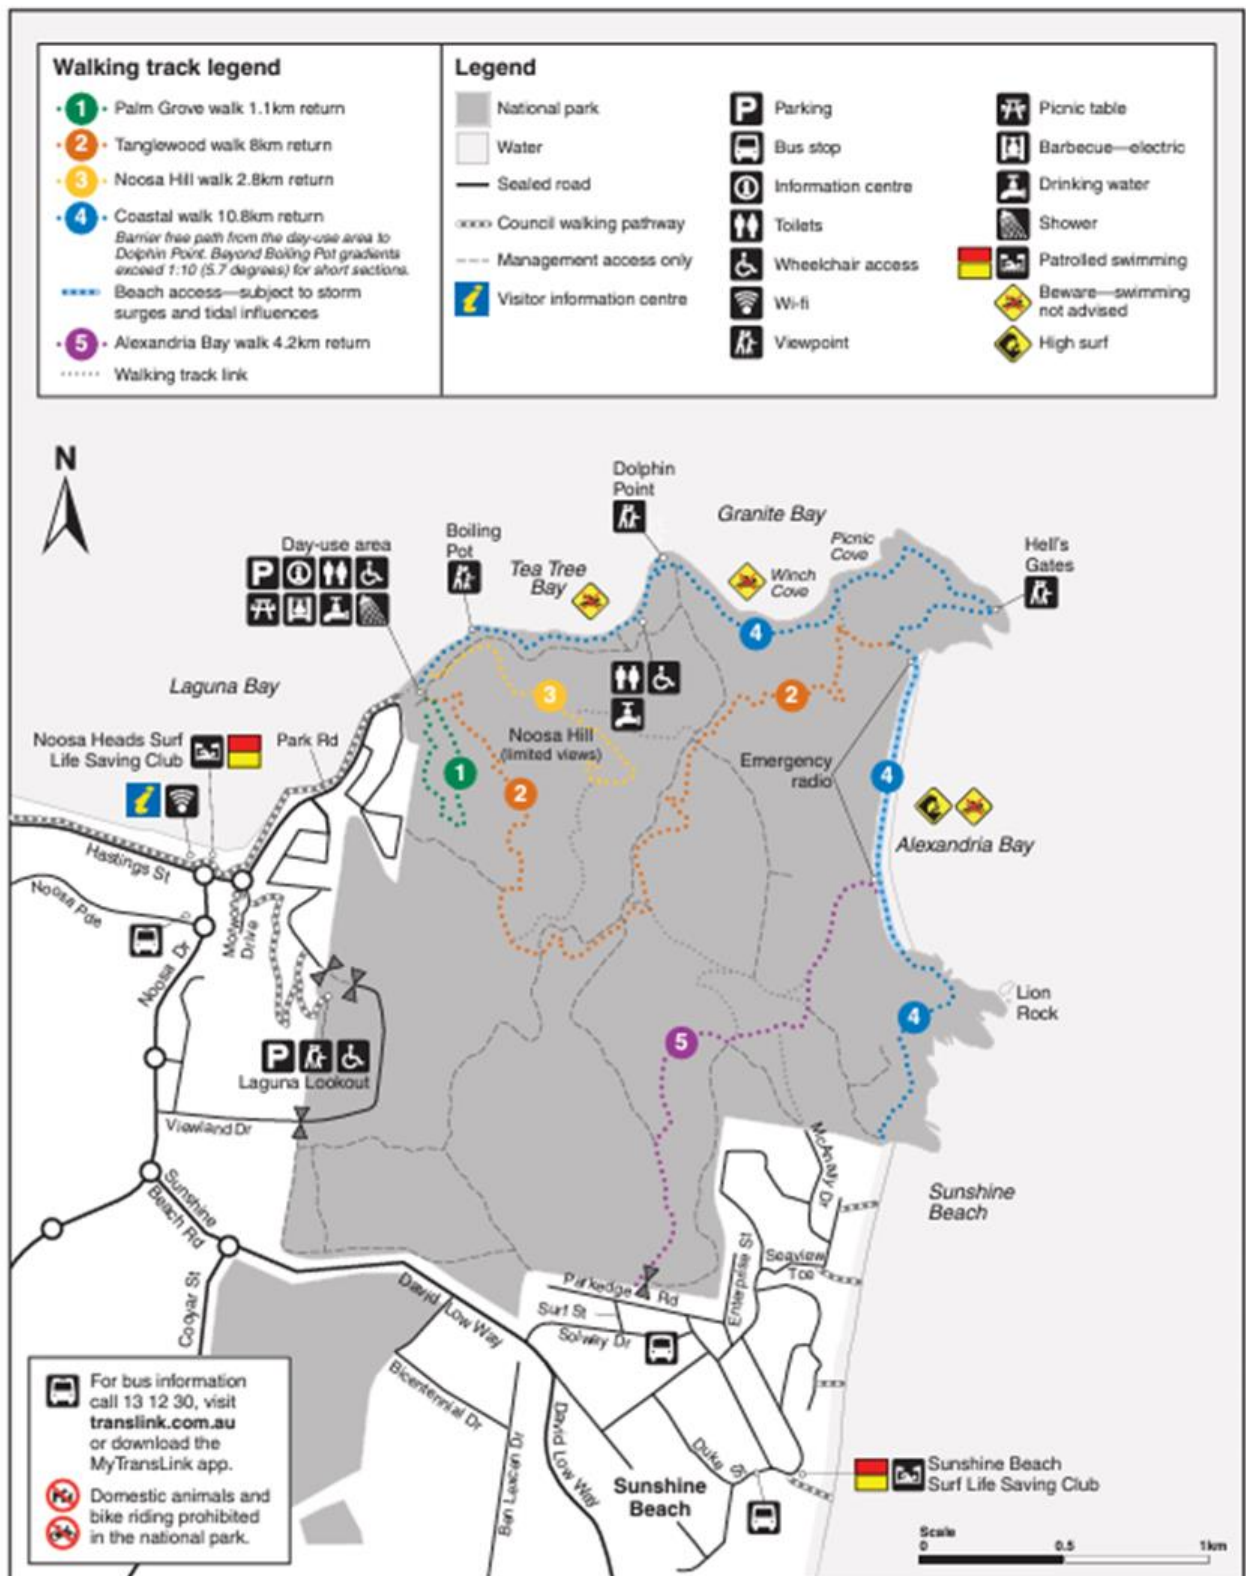 Walking track legend
1 Palm Grove walk 1.1km return
2 Tanglewood walk 8km return
3 Noosa Hill walk 2.8km return
4 Coastal walk 10.8km return
Barrier free path from the day-use area to
Dolphin Point. Beyond Boiling Pot gradients
exceed 1:10 (5.7 degrees) for short sections.
Beach access—subject to storm
surges and tidal influences
5 Alexandria Bay walk 4.2km return
Walking track link
Legend
National park
Water
Sealed road
Council walking pathway
Management access only
i Visitor information centre
P Parking
Bus stop
Information centre
Toilets
Wheelchair access
Wi-fi
Viewpoint
Picnic table
Barbecue—electric
Drinking water
Shower
Patrolled swimming
Beware—swimming
not advised
High surf
N
Dolphin
Point
Granite Bay
Picnic
Cove
Hell's
Gates
Boiling
Pot
Day-use area
P
Tea Tree
Bay
Winch
Cove
4
Laguna Bay
3
2
Noosa Heads Surf
Life Saving Club
Park Rd
Noosa Hill
(limited views)
1
2
Emergency
radio
4
i
Alexandria Bay
Hastings St
Noosa Pde
Morwong
Drive
Noosa Dr
Lion
Rock
4
5
P
Laguna Lookout
Viewland Dr
McAnally Dr
Sunshine
Beach Rd
Sunshine
Beach
Enterprise St
Seaview
Tce
Cooyar St
David Low Way
Parkedge Rd
Surf St
Solway Dr
Bicentennial Dr
Ben Lexcen Dr
David Low Way
Duke St
Sunshine
Beach
Sunshine Beach
Surf Life Saving Club
For bus information
call 13 12 30, visit
translink.com.au
or download the
MyTransLink app.
Domestic animals and
bike riding prohibited
in the national park.
Scale
0 0.5 1km